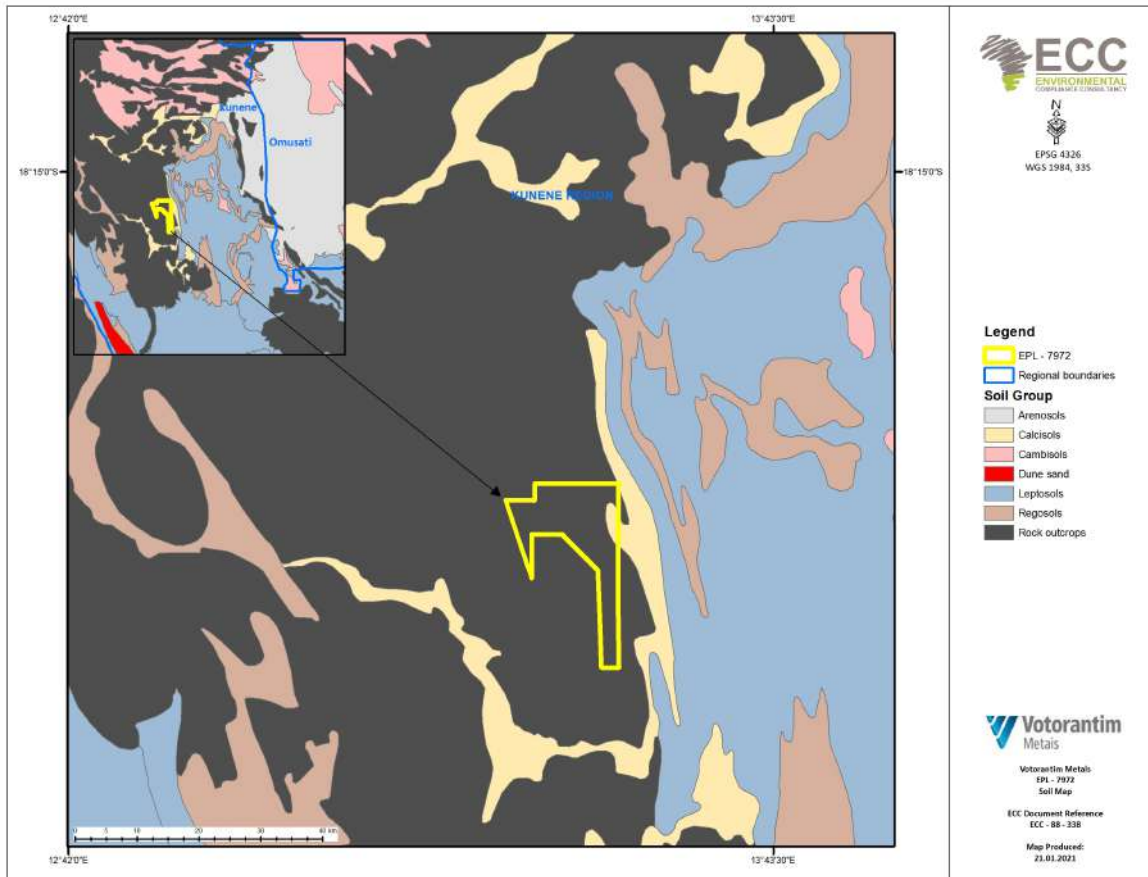 12°42'0"E
13°43'30"E
18°15'0"S
18°15'0"S
Kunene
Omusati
KUNENE REGION
0 5 10 20 30 40 km
12°42'0"E
13°43'30"E
ECC
ENVIRONMENTAL
COMPLIANCE CONSULTANCY
N
EPSG 4326
WGS 1984, 33S
Legend
EPL - 7972
Regional boundaries
Soil Group
Arenosols
Calcisols
Cambisols
Dune sand
Leptosols
Regosols
Rock outcrops
Votorantim
Metais
Votorantim Metals
EPL - 7972
Soil Map
ECC Document Reference
ECC - 88 - 338
Map Produced:
21.01.2021